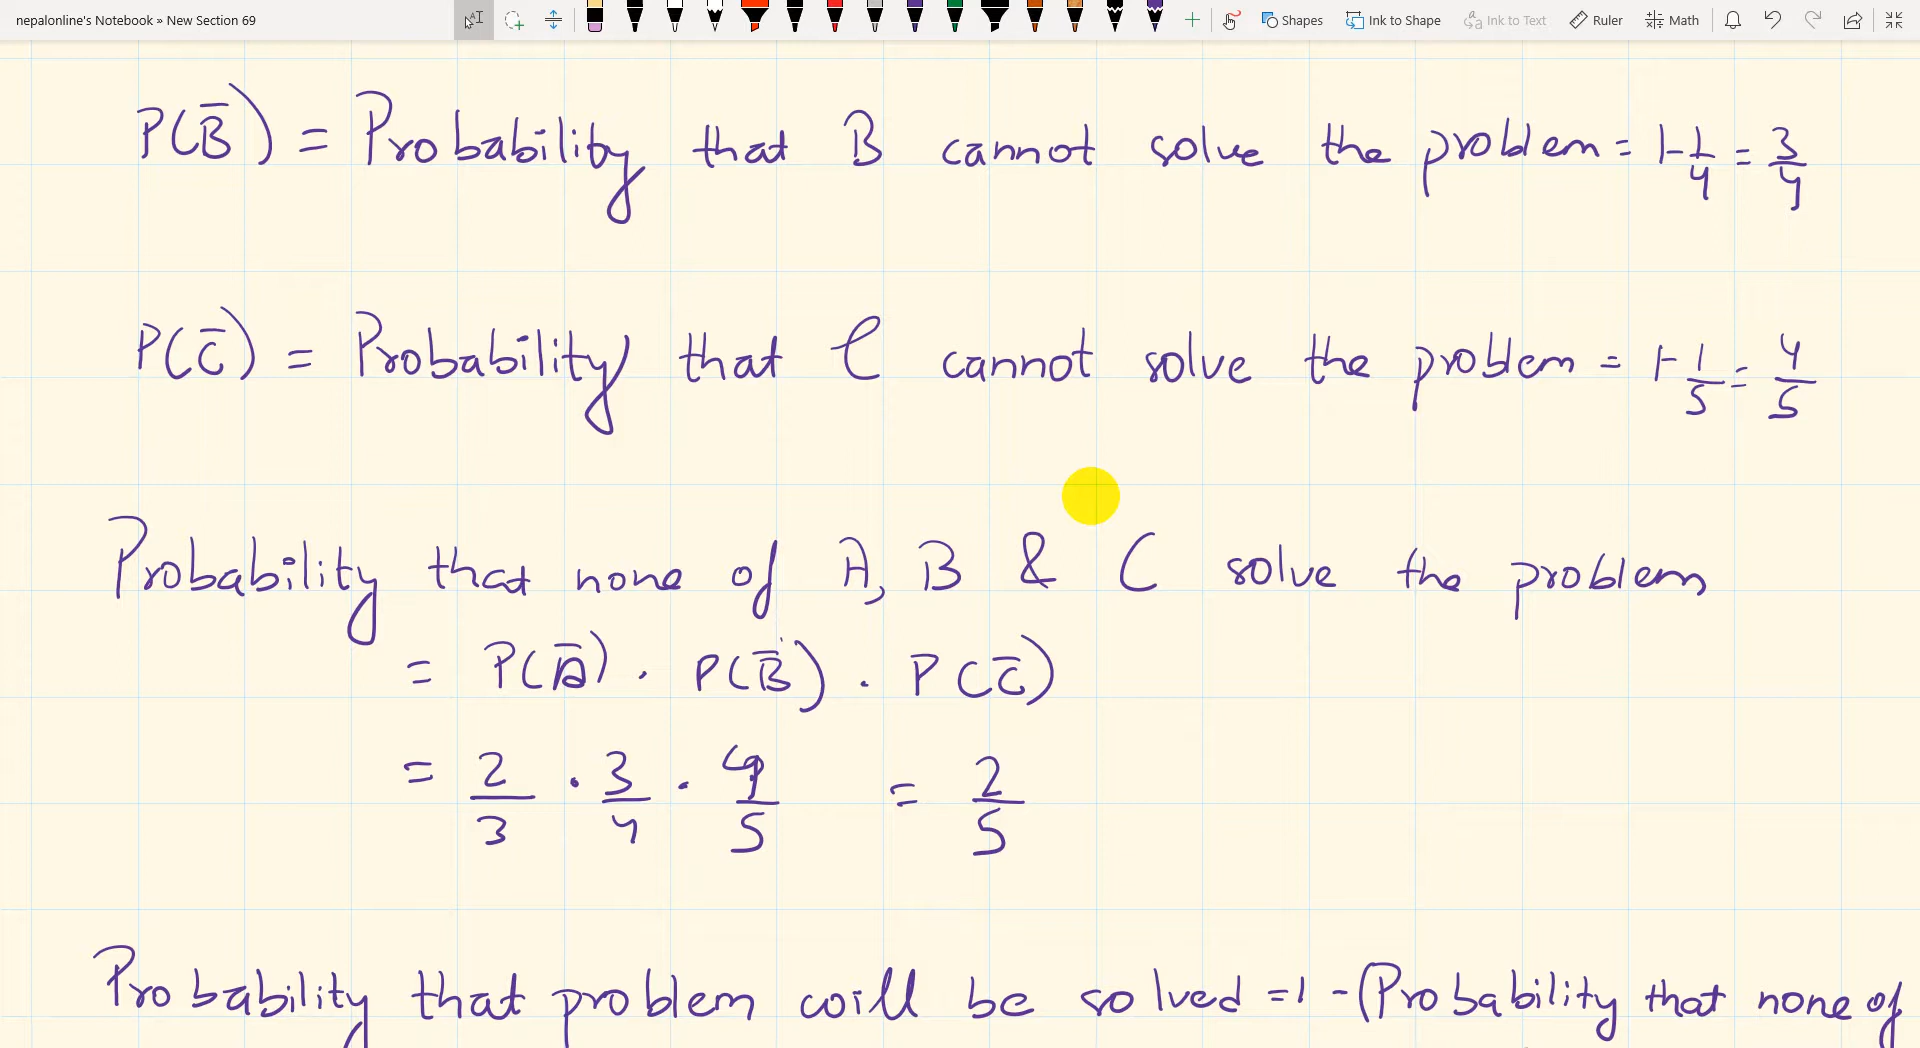 nepalonline's Notebook » New Section 69
Shapes Ink to Shape Ink to Text Ruler Math
P(B̅) = Probability that B cannot solve the problem = 1-1/4 = 3/4
P(C̅) = Probability that C cannot solve the problem = 1-1/5 = 4/5
Probability that none of A, B & C solve the problem
= P(A̅) . P(B̅) . P(C̅)
= 2/3 . 3/4 . 4/5 = 2/5
Probability that problem will be solved = 1 - (Probability that none of